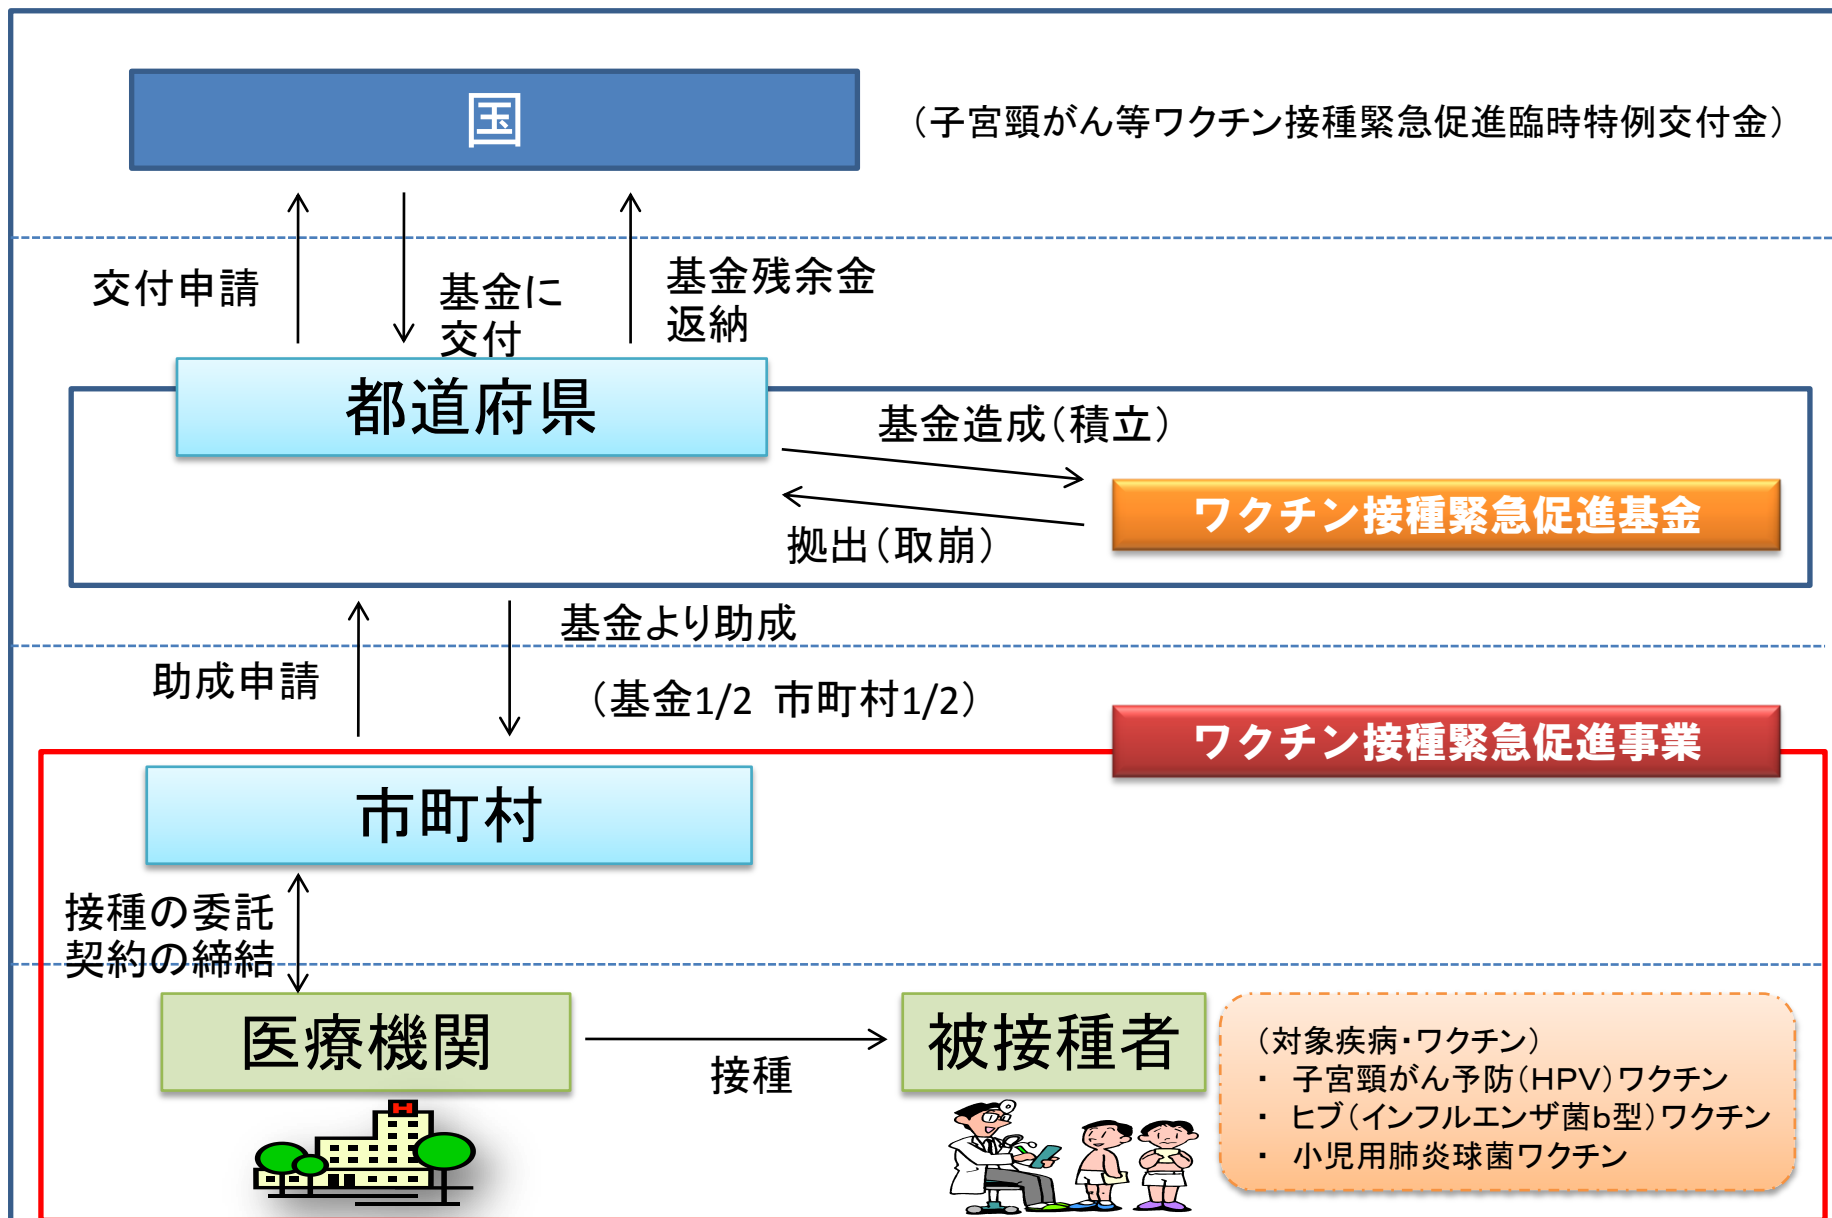 国
（子宮頸がん等ワクチン接種緊急促進臨時特例交付金）
交付申請
基金に
交付
基金残余金
返納
都道府県
基金造成（積立）
ワクチン接種緊急促進基金
拠出（取崩）
基金より助成
助成申請
（基金1/2 市町村1/2）
ワクチン接種緊急促進事業
市町村
接種の委託
契約の締結
医療機関
接種
被接種者
（対象疾病・ワクチン）
・ 子宮頸がん予防（HPV）ワクチン
・ ヒブ（インフルエンザ菌b型）ワクチン
・ 小児用肺炎球菌ワクチン
H